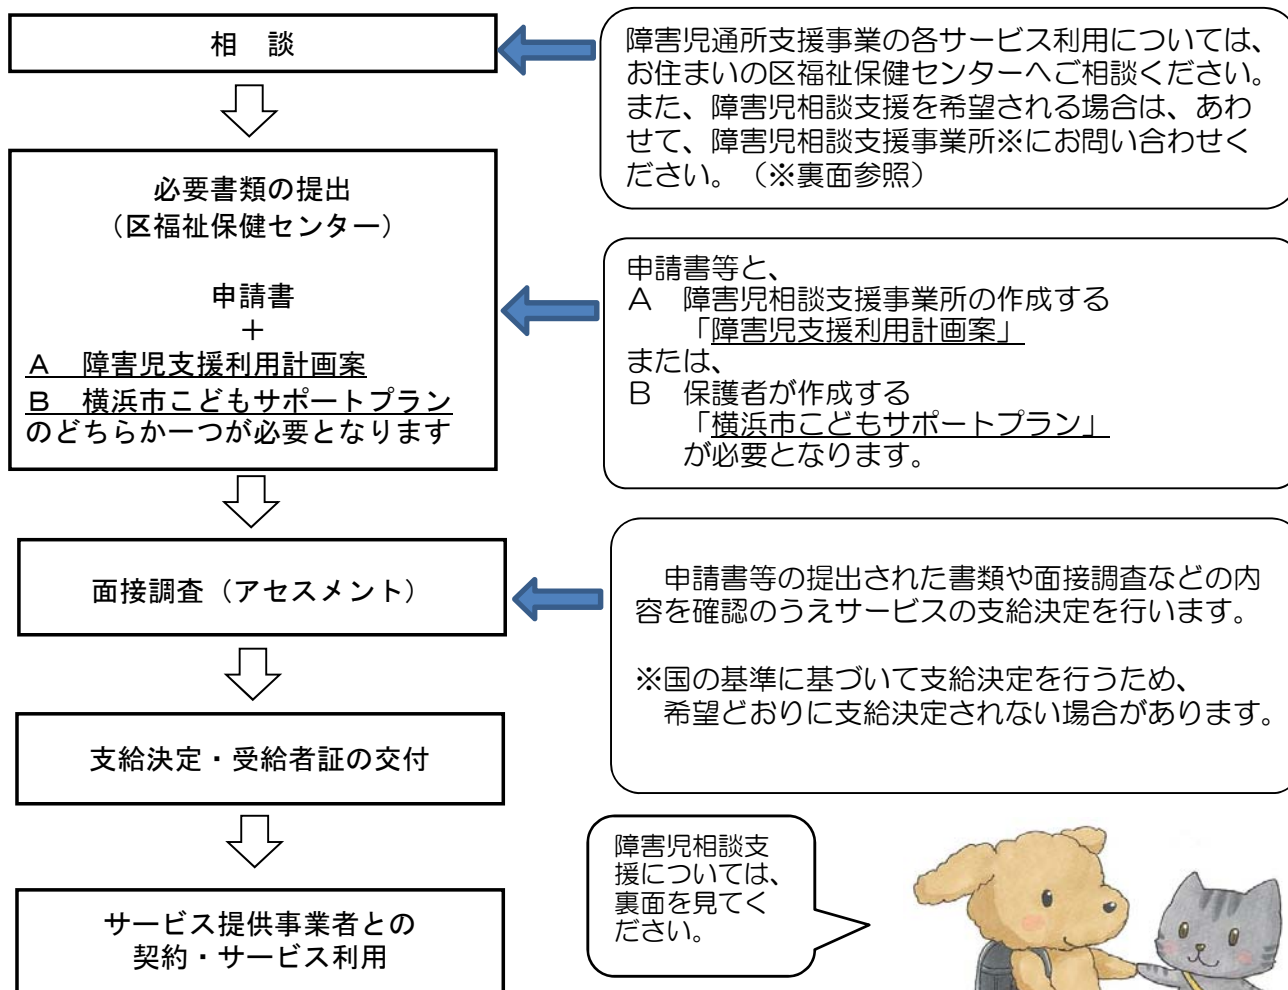 相　談
障害児通所支援事業の各サービス利用については、
お住まいの区福祉保健センターへご相談ください。
また、障害児相談支援を希望される場合は、あわ
せて、障害児相談支援事業所※にお問い合わせく
ださい。（※裏面参照）
必要書類の提出
（区福祉保健センター）
申請書
＋
Ａ　障害児支援利用計画案
Ｂ　横浜市こどもサポートプラン
のどちらか一つが必要となります
申請書等と、
Ａ　障害児相談支援事業所の作成する
「障害児支援利用計画案」
または、
Ｂ　保護者が作成する
「横浜市こどもサポートプラン」
が必要となります。
面接調査（アセスメント）
申請書等の提出された書類や面接調査などの内
容を確認のうえサービスの支給決定を行います。
※国の基準に基づいて支給決定を行うため、
希望どおりに支給決定されない場合があります。
支給決定・受給者証の交付
サービス提供事業者との
契約・サービス利用
障害児相談支
援については、
裏面を見てく
ださい。